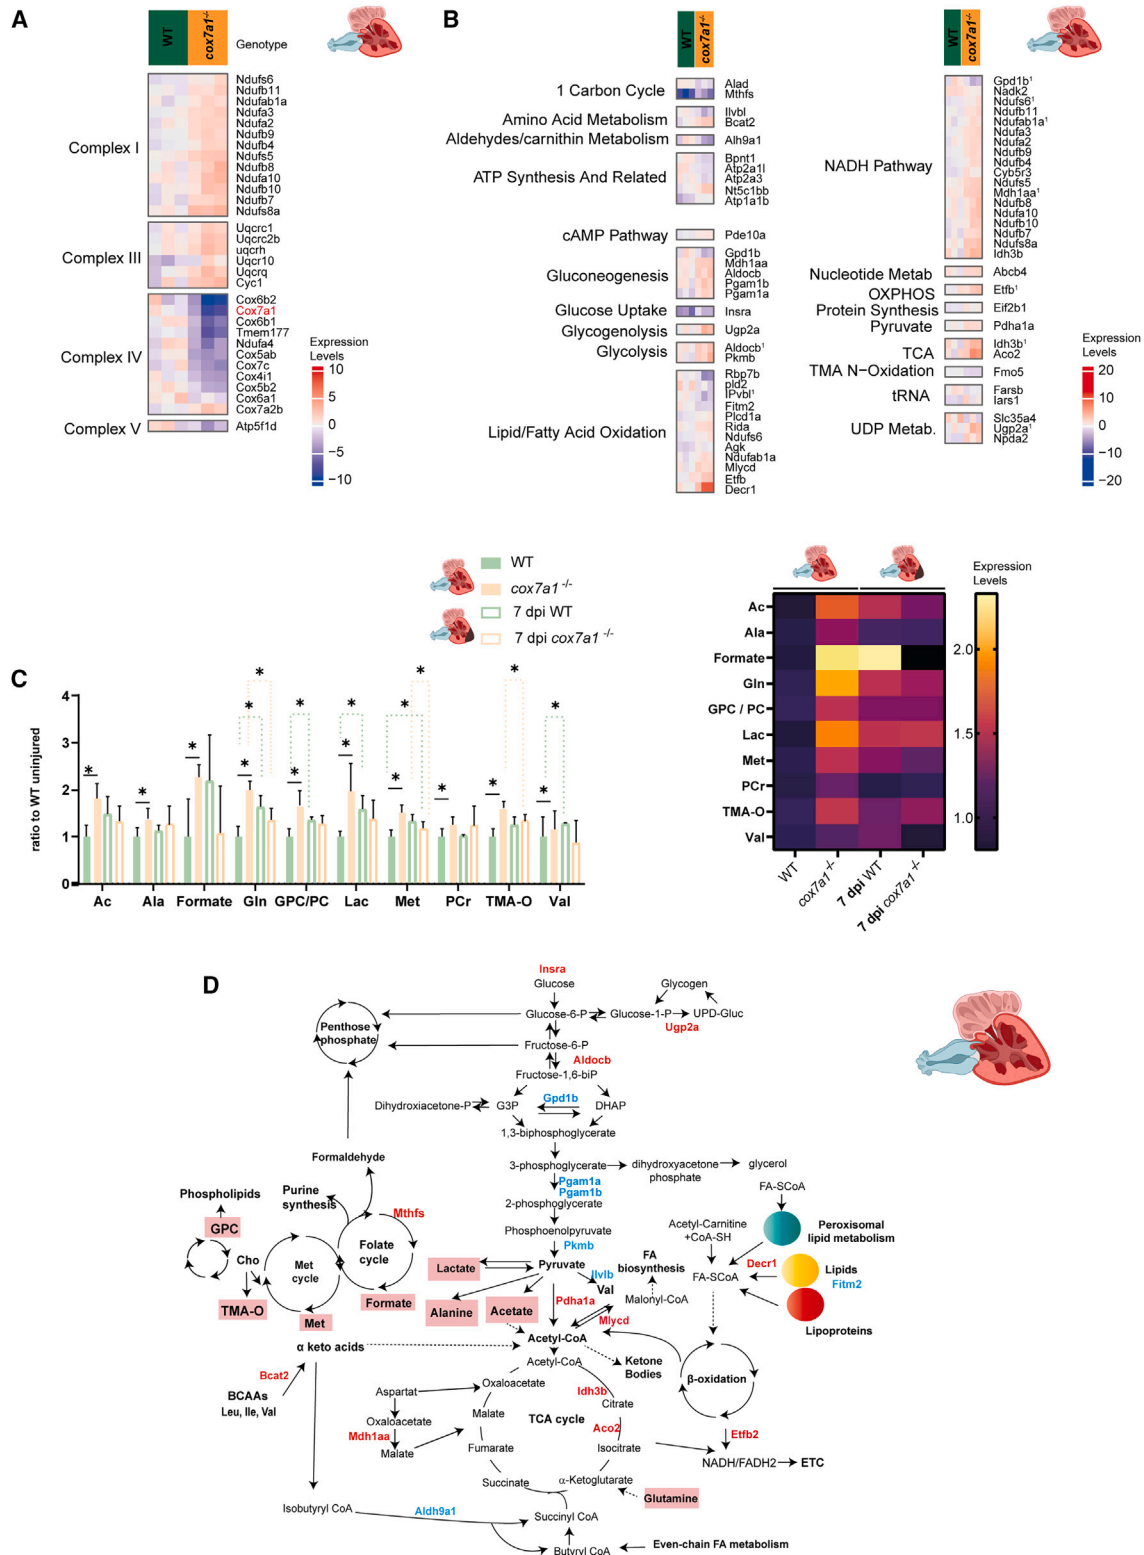 A
WT
cox7a1-/-
Genotype
Complex I
Ndufs6
Ndufb11
Ndufab1a
Ndufa3
Ndufa2
Ndufb9
Ndufb4
Ndufs5
Ndufb8
Ndufa10
Ndufb10
Ndufb7
Ndufs8a
Complex III
Uqcrc1
Uqcrc2b
uqcrh
Uqcr10
Uqcrq
Cyc1
Complex IV
Cox6b2
Cox7a1
Cox6b1
Tmem177
Ndufa4
Cox5ab
Cox7c
Cox4i1
Cox5b2
Cox6a1
Cox7a2b
Complex V
Atp5f1d
Expression
Levels
10
5
0
−5
−10
B
WT
cox7a1-/-
1 Carbon Cycle
Alad
Mthfs
Amino Acid Metabolism
Ilvbl
Bcat2
Aldehydes/carnithin Metabolism
Alh9a1
ATP Synthesis And Related
Bpnt1
Atp2a1l
Atp2a3
Nt5c1bb
Atp1a1b
cAMP Pathway
Pde10a
Gluconeogenesis
Gpd1b
Mdh1aa
Aldocb
Pgam1b
Pgam1a
Glucose Uptake
Insra
Glycogenolysis
Ugp2a
Glycolysis
Aldocb¹
Pkmb
Lipid/Fatty Acid Oxidation
Rbp7b
pld2
IPvbl¹
Fitm2
Plcd1a
Rida
Ndufs6
Agk
Ndufab1a
Mlycd
Etfb
Decr1
WT
cox7a1-/-
NADH Pathway
Gpd1b¹
Nadk2
Ndufs6¹
Ndufb11
Ndufab1a¹
Ndufa3
Ndufa2
Ndufb9
Ndufb4
Cyb5r3
Ndufs5
Mdh1aa¹
Ndufb8
Ndufa10
Ndufb10
Ndufb7
Ndufs8a
Idh3b
Nucleotide Metab
Abcb4
OXPHOS
Etfb¹
Protein Synthesis
Eif2b1
Pyruvate
Pdha1a
TCA
Idh3b¹
Aco2
TMA N−Oxidation
Fmo5
tRNA
Farsb
Iars1
UDP Metab.
Slc35a4
Ugp2a¹
Npda2
Expression
Levels
20
10
0
−10
−20
C
WT
cox7a1 -/-
7 dpi WT
7 dpi cox7a1 -/-
ratio to WT uninjured
4
3
2
1
0
* * * * * * * * * * * * * * * *
Ac Ala Formate Gln GPC/PC Lac Met PCr TMA-O Val
Expression
Levels
Ac
Ala
Formate
Gln
GPC / PC
Lac
Met
PCr
TMA-O
Val
2.0
1.5
1.0
WT
cox7a1-/-
7 dpi WT
7 dpi cox7a1-/-
D
Insra
Glucose
Glycogen
Glucose-6-P
Glucose-1-P
UPD-Gluc
Ugp2a
Penthose
phosphate
Fructose-6-P
Aldocb
Fructose-1,6-biP
Dihydroxiacetone-P
G3P
Gpd1b
DHAP
1,3-biphosphoglycerate
Formaldehyde
3-phosphoglycerate
dihydroxyacetone
phosphate
glycerol
Pgam1a
Pgam1b
2-phosphoglycerate
FA-SCoA
Phospholipids
Purine
synthesis
Mthfs
GPC
Phosphoenolpyruvate
Acetyl-Carnitine
+CoA-SH
Peroxisomal
lipid metabolism
Pkmb
Folate
cycle
Cho
Met
cycle
Lactate
Pyruvate
FA
biosynthesis
Ilvlb
Val
Decr1
FA-SCoA
Lipids
Fitm2
TMA-O
Formate
Alanine
Acetate
Pdha1a
Malonyl-CoA
Mlycd
Lipoproteins
Met
α keto acids
Acetyl-CoA
Acetyl-CoA
Ketone
Bodies
β-oxidation
Bcat2
BCAAs
Leu, Ile, Val
Aspartat
Oxaloacetate
Idh3b
Citrate
Oxaloacetate
Malate
TCA cycle
Aco2
Mdh1aa
Malate
Fumarate
Isocitrate
Etfb2
NADH/FADH2
ETC
Succinate
α-Ketoglutarate
Glutamine
Isobutyryl CoA
Aldh9a1
Succinyl CoA
Butyryl CoA
Even-chain FA metabolism